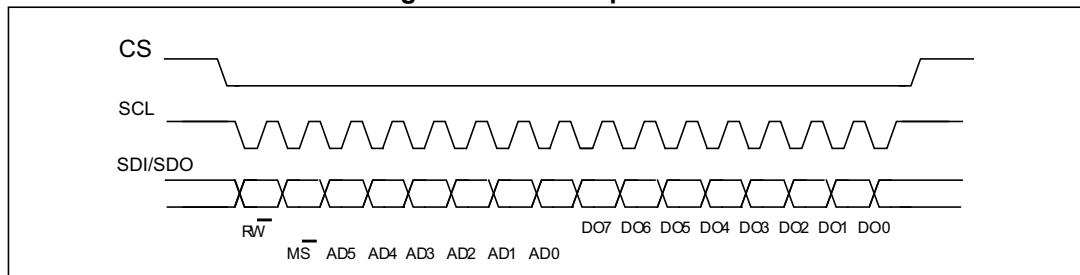 CS
SCL
SDI/SDO
RW DO7 DO6 DO5 DO4 DO3 DO2 DO1 DO0
MS AD5 AD4 AD3 AD2 AD1 AD0